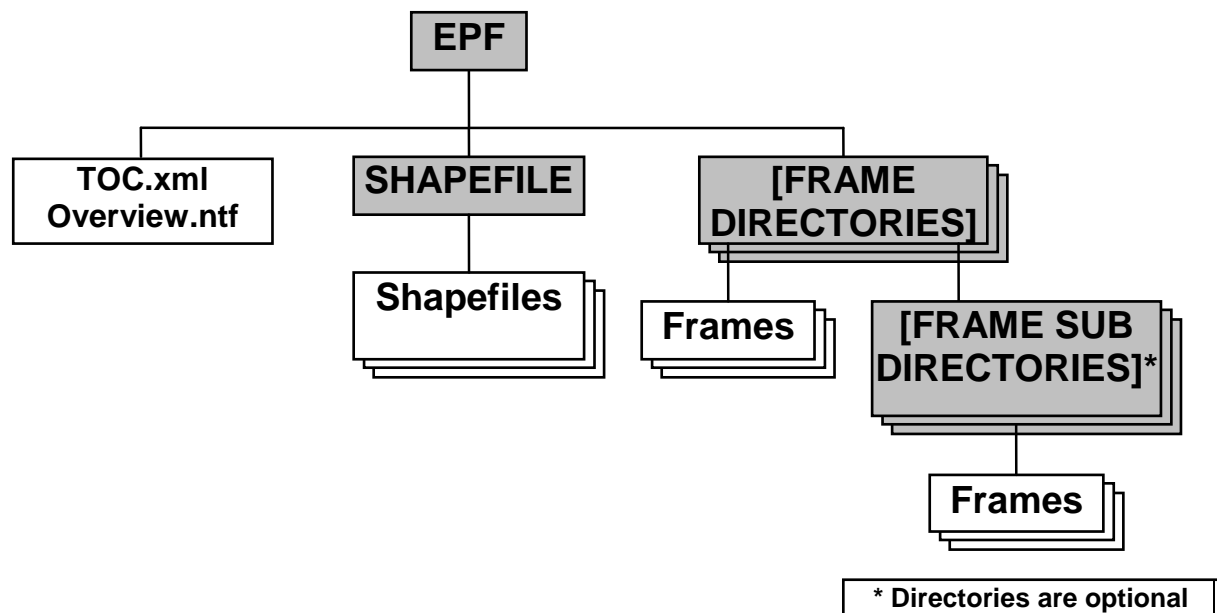 EPF
TOC.xml
Overview.ntf
SHAPEFILE
[FRAME
DIRECTORIES]
Shapefiles
Frames
[FRAME SUB
DIRECTORIES]*
Frames
* Directories are optional